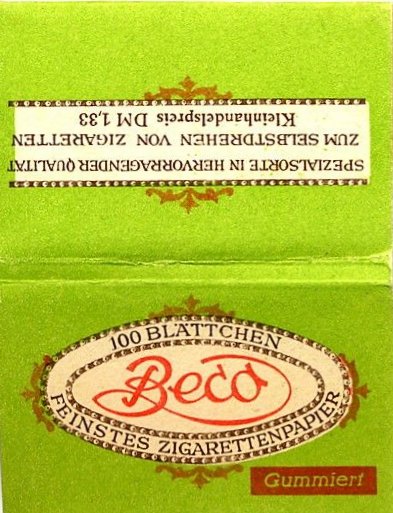 SPEZIALSORTE IN HERVORRAGENDER QUALITÄT
ZUM SELBSTDREHEN VON ZIGARETTEN
Kleinhandelspreis DM 1,33
100 BLÄTTCHEN
Beco
FEINSTES ZIGARETTENPAPIER
Gummiert